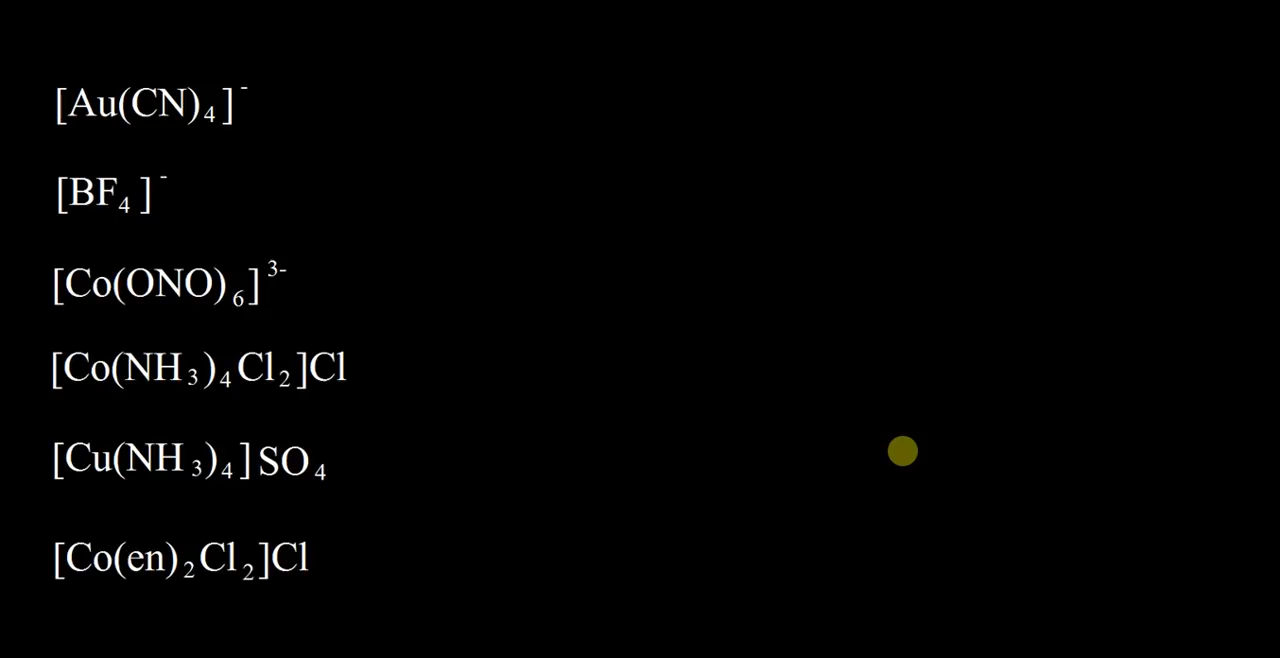 [Au(CN)₄]⁻
[BF₄]⁻
[Co(ONO)₆]³⁻
[Co(NH₃)₄Cl₂]Cl
[Cu(NH₃)₄]SO₄
[Co(en)₂Cl₂]Cl